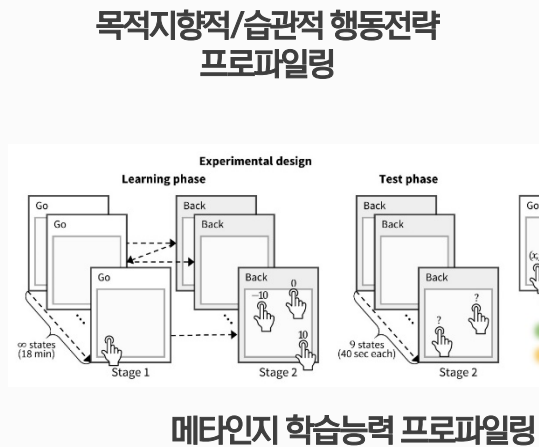 목적지향적/습관적 행동전략
프로파일링
Experimental design
Learning phase
Test phase
Go
Go
Go
Back
Back
Back
-10
0
10
∞ states
(18 min)
Stage 1
Stage 2
Back
Back
Back
?
?
9 states
(40 sec each)
Stage 2
Go
메타인지 학습능력 프로파일링